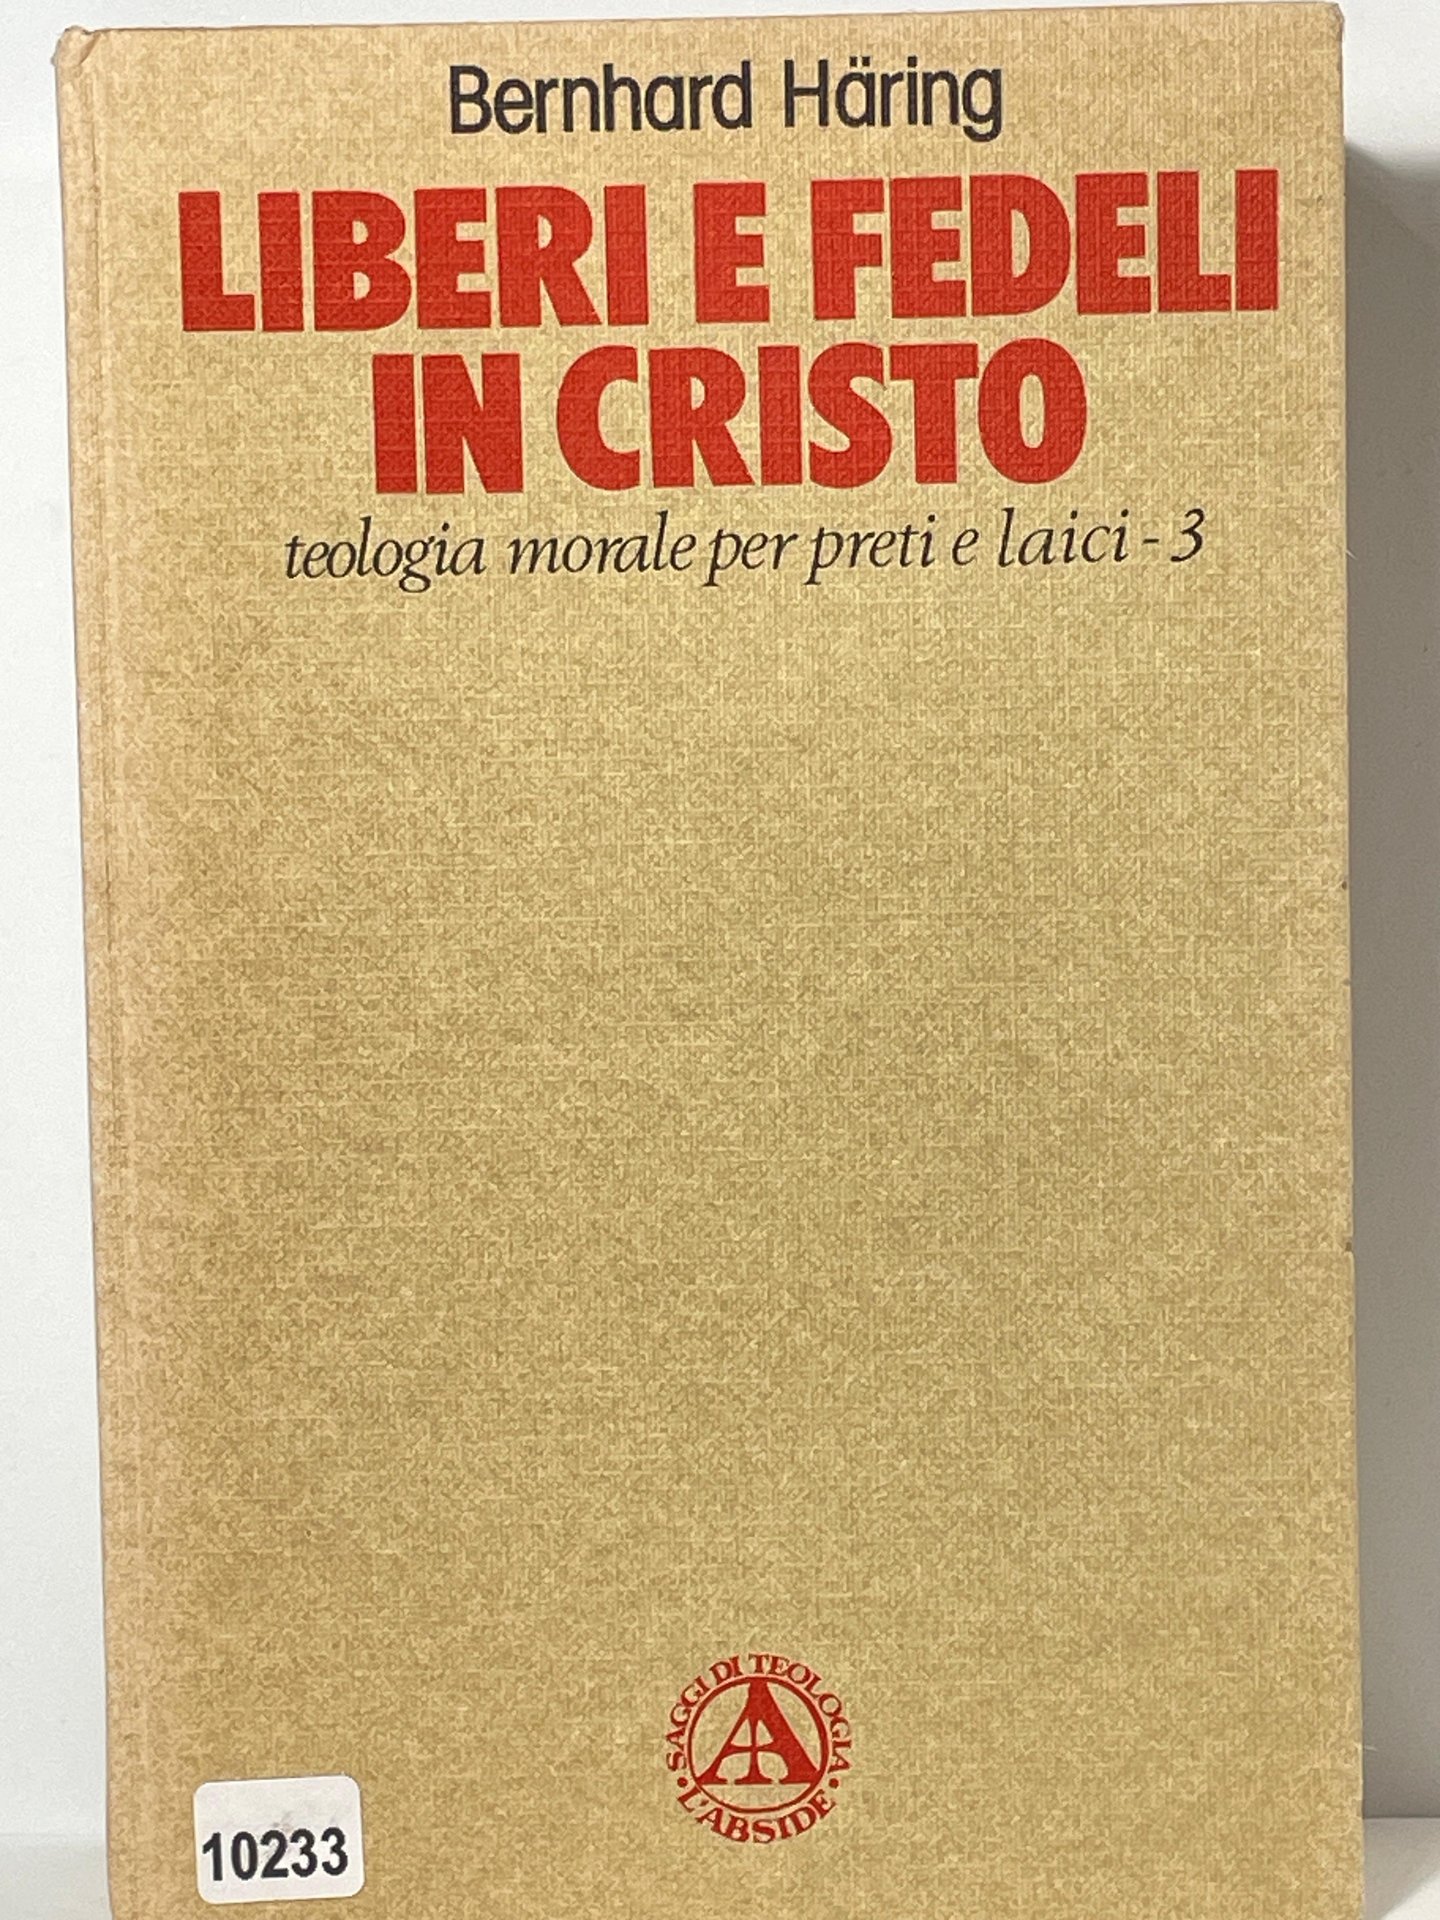 Bernhard Häring
LIBERI E FEDELI
IN CRISTO
teologia morale per preti e laici - 3
SAGGI DI TEOLOGIA
A
• L'ABSIDE •
10233